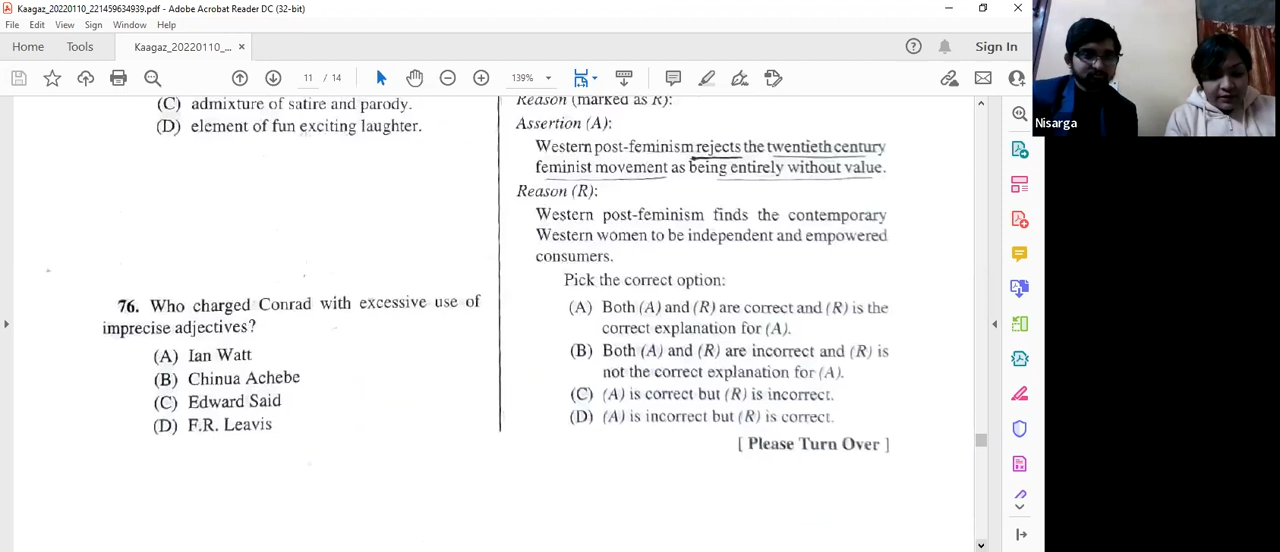 Kaagaz_20220110_221459634939.pdf - Adobe Acrobat Reader DC (32-bit)
File Edit View Sign Window Help
Home Tools Kaagaz_20220110_... × Sign In
11 / 14 139%
(C) admixture of satire and parody.
(D) element of fun exciting laughter.
76. Who charged Conrad with excessive use of
imprecise adjectives?
(A) Ian Watt
(B) Chinua Achebe
(C) Edward Said
(D) F.R. Leavis
Reason (marked as R):
Assertion (A):
Western post-feminism rejects the twentieth century
feminist movement as being entirely without value.
Reason (R):
Western post-feminism finds the contemporary
Western women to be independent and empowered
consumers.
Pick the correct option:
(A) Both (A) and (R) are correct and (R) is the
correct explanation for (A).
(B) Both (A) and (R) are incorrect and (R) is
not the correct explanation for (A).
(C) (A) is correct but (R) is incorrect.
(D) (A) is incorrect but (R) is correct.
[ Please Turn Over ]
Nisarga